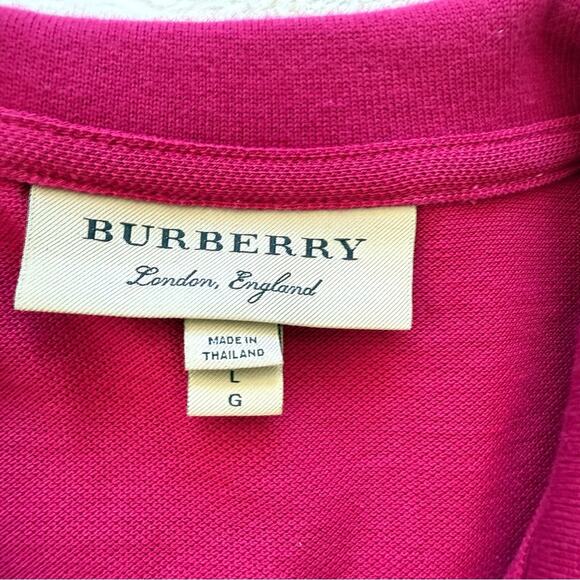 BURBERRY
London, England
MADE IN
THAILAND
L
G